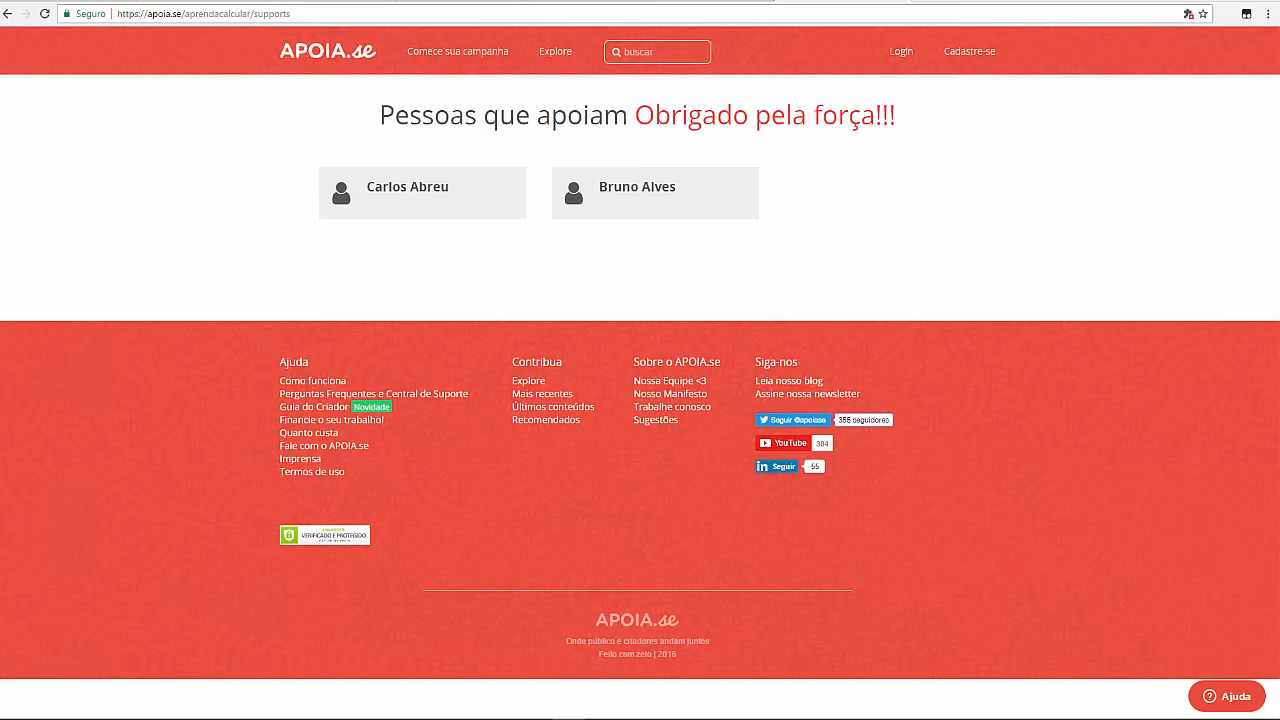 Seguro
https://apoia.se/aprendacalcular/supports
APOIA.se
Comece sua campanha
Explore
buscar
Login
Cadastre-se
Pessoas que apoiam Obrigado pela força!!!
Carlos Abreu
Bruno Alves
Ajuda
Como funciona
Perguntas Frequentes e Central de Suporte
Guia do Criador Novidade
Financie o seu trabalho!
Quanto custa
Fale com o APOIA.se
Imprensa
Termos de uso
Contribua
Explore
Mais recentes
Últimos conteúdos
Recomendados
Sobre o APOIA.se
Nossa Equipe <3
Nosso Manifesto
Trabalhe conosco
Sugestões
Siga-nos
Leia nosso blog
Assine nossa newsletter
Seguir @apoiase 355 seguidores
YouTube 304
in Seguir 55
VERIFICADO E PROTEGIDO
APOIA.se
Onde público e criadores andam juntos
Feito com zelo | 2016
Ajuda